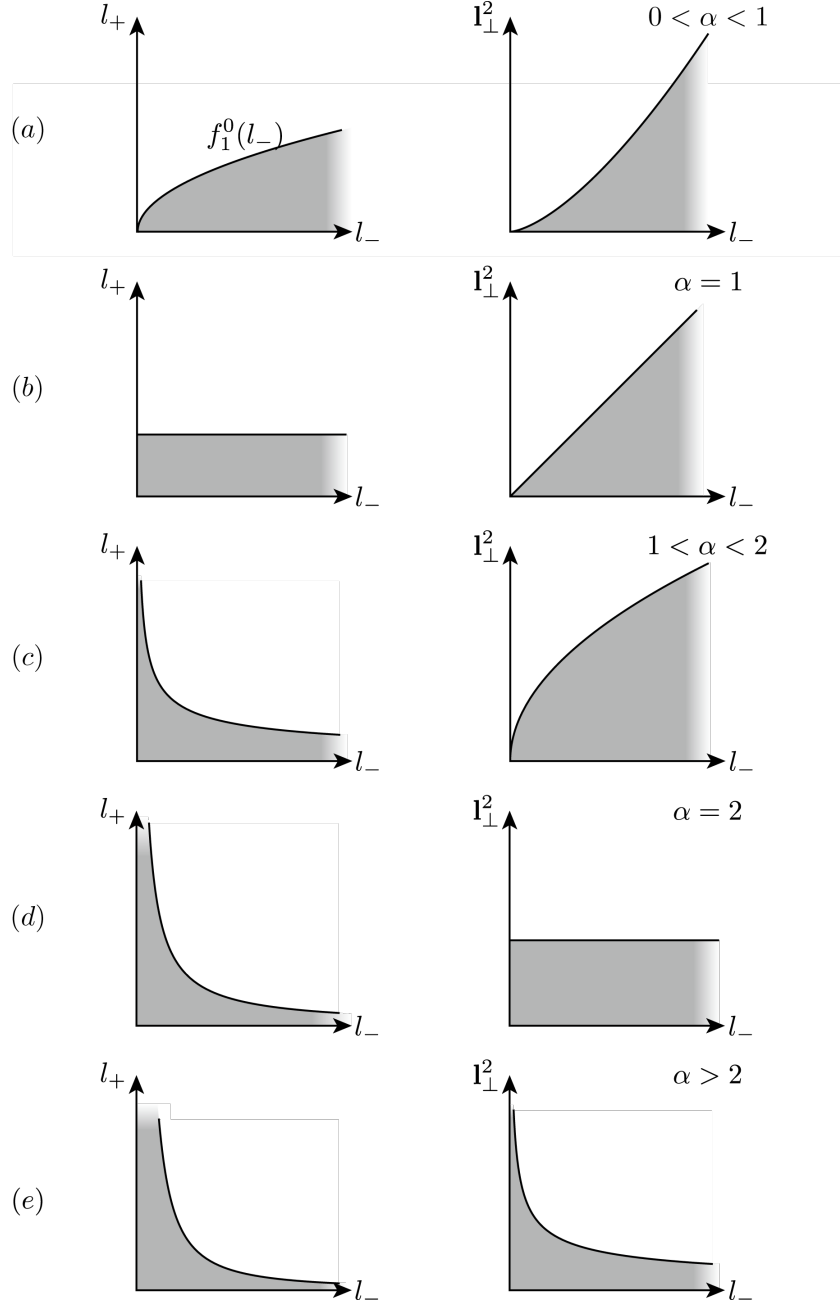 l₊ 𝐥²⊥ 0 < α < 1
(a) f⁰₁(l₋)
l₋ l₋
l₊ 𝐥²⊥ α = 1
(b)
l₋ l₋
l₊ 𝐥²⊥ 1 < α < 2
(c)
l₋ l₋
l₊ 𝐥²⊥ α = 2
(d)
l₋ l₋
l₊ 𝐥²⊥ α > 2
(e)
l₋ l₋